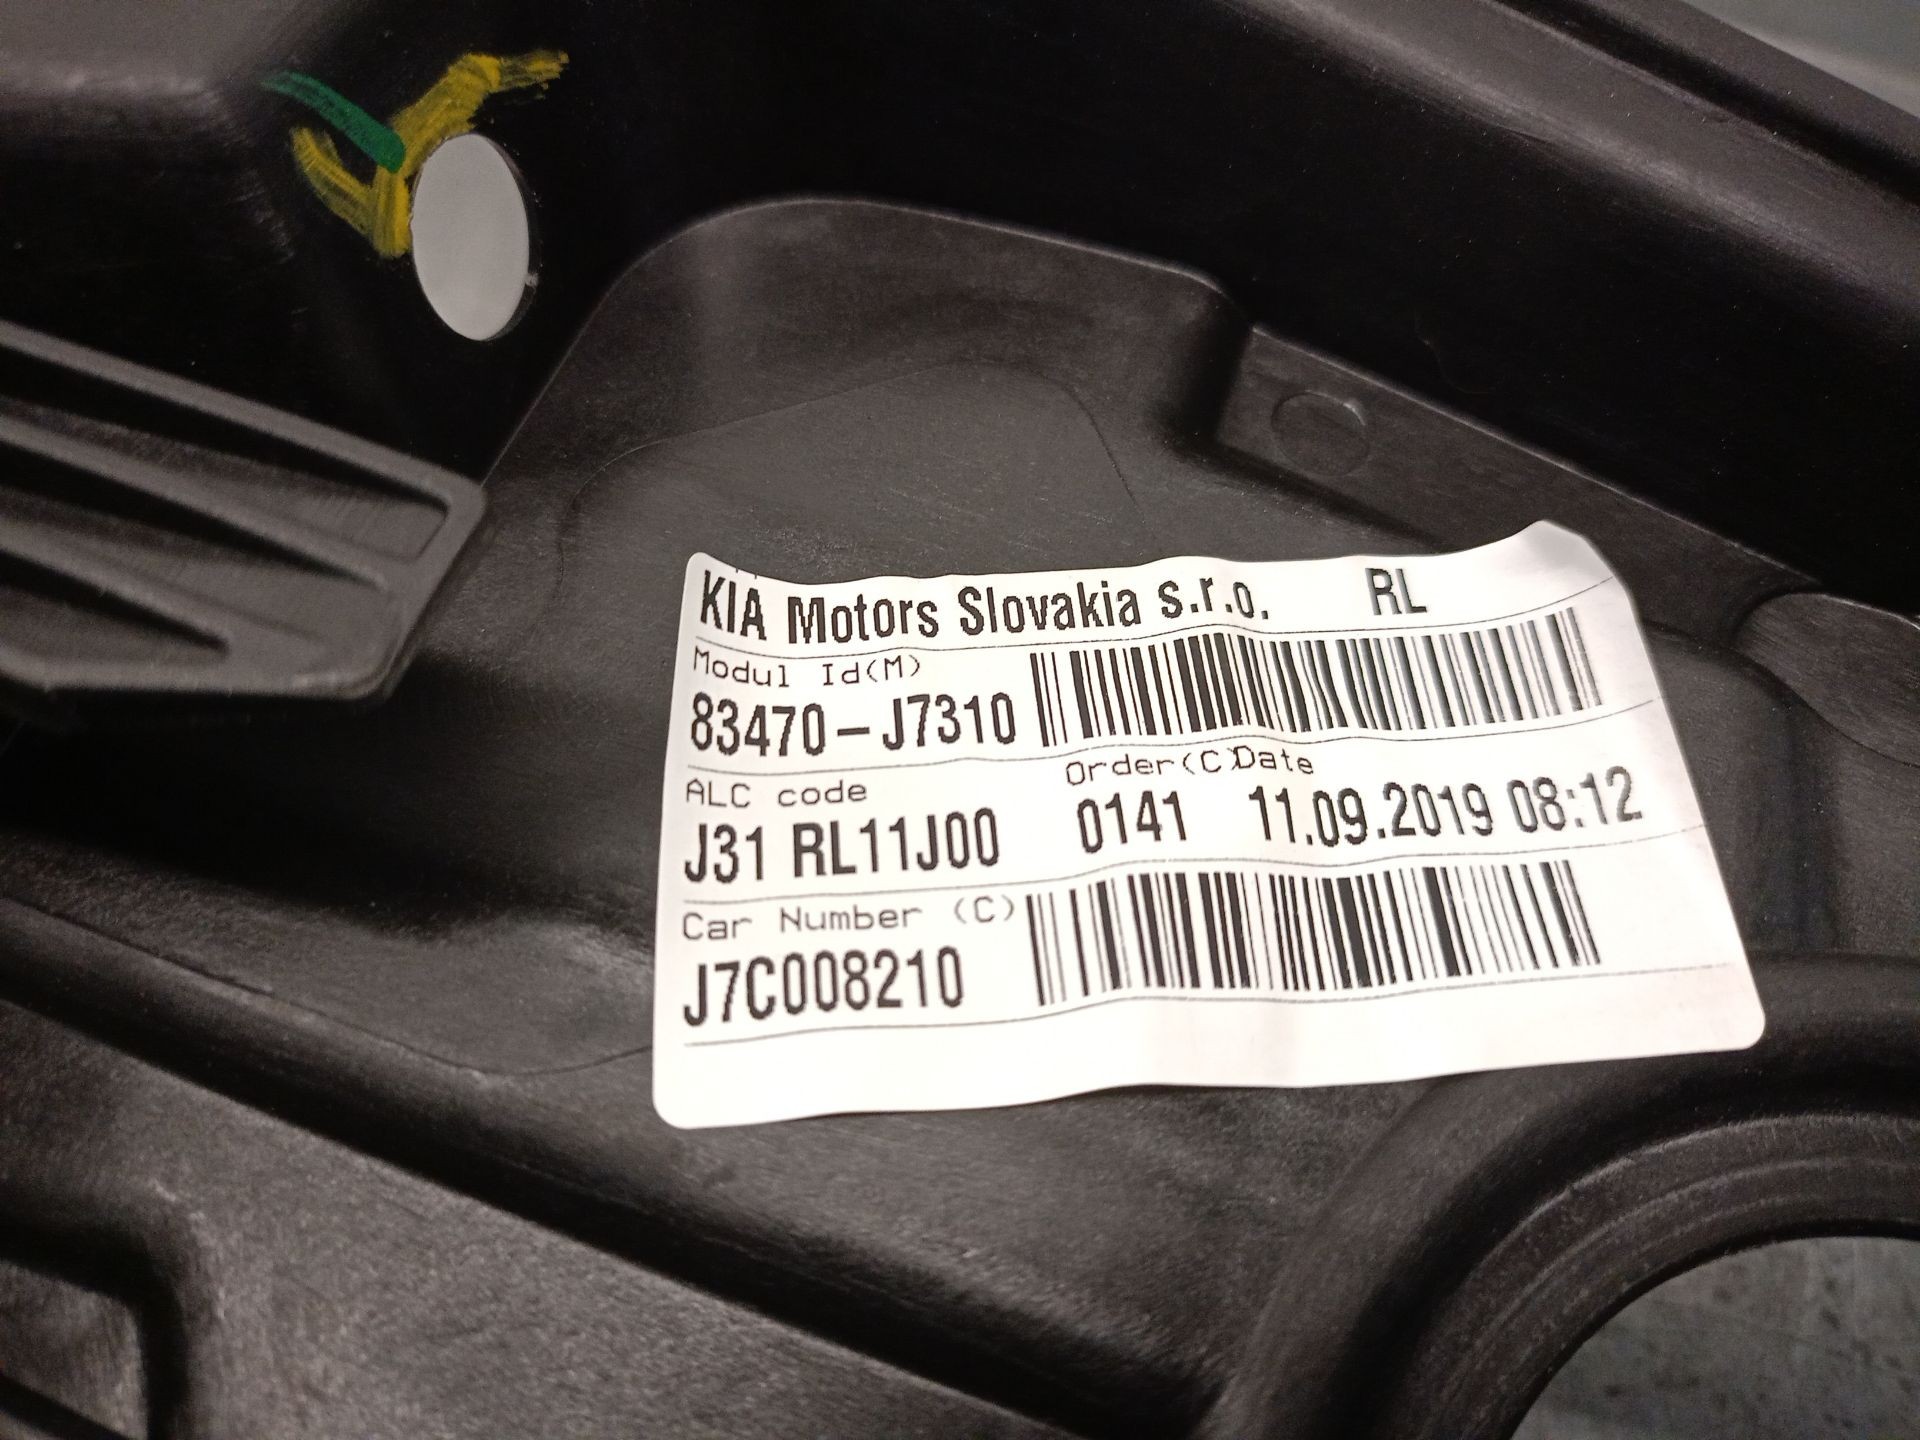 KIA Motors Slovakia s.r.o. RL
Modul Id(M)
83470-J7310
ALC code Order(C)Date
J31 RL11J00 0141 11.09.2019 08:12
Car Number (C)
J7C008210